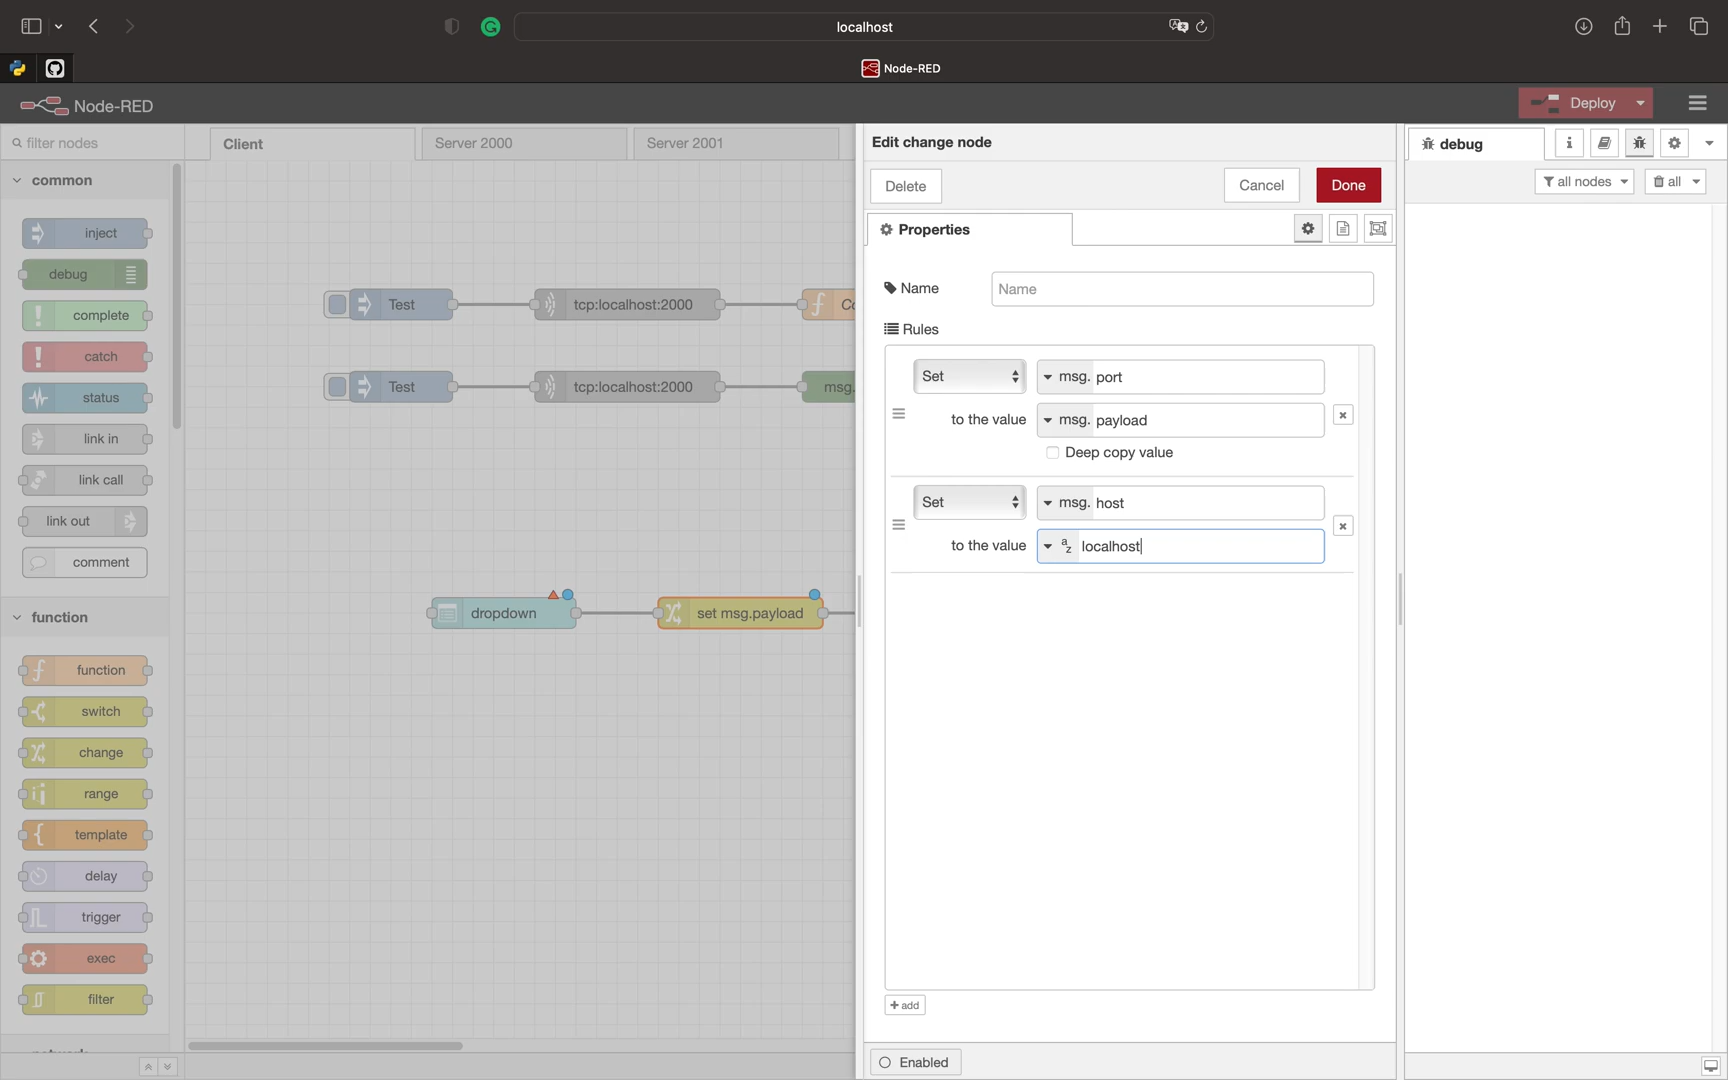 localhost
Node-RED
Node-RED
Deploy
filter nodes
Client
Server 2000
Server 2001
Edit change node
debug
Delete
Cancel
Done
all nodes
all
common
inject
debug
complete
catch
status
link in
link call
link out
comment
function
function
switch
change
range
template
delay
trigger
exec
filter
Test
tcp:localhost:2000
Test
tcp:localhost:2000
msg.
dropdown
set msg.payload
Properties
Name
Name
Rules
Set
msg. port
to the value
msg. payload
Deep copy value
Set
msg. host
to the value
localhost
add
Enabled